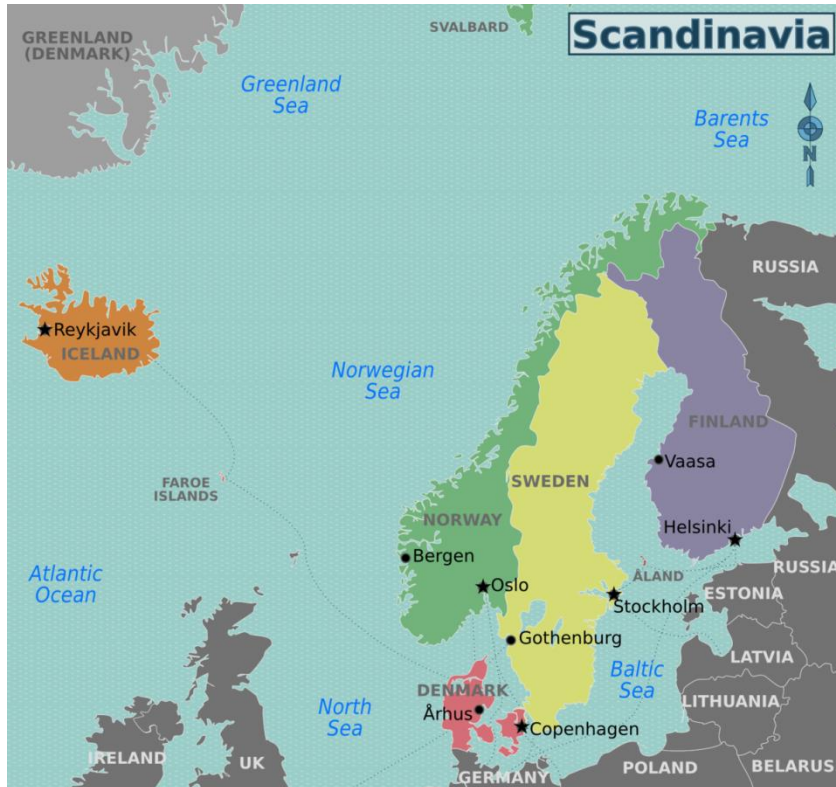 GREENLAND
(DENMARK)
SVALBARD
Scandinavia
Greenland
Sea
Barents
Sea
N
RUSSIA
Reykjavik
ICELAND
Norwegian
Sea
FINLAND
Vaasa
SWEDEN
FAROE
ISLANDS
NORWAY
Helsinki
Bergen
Atlantic
Ocean
Oslo
ÅLAND
RUSSIA
ESTONIA
Stockholm
Gothenburg
LATVIA
Baltic
Sea
DENMARK
LITHUANIA
North
Sea
Århus
Copenhagen
IRELAND
UK
GERMANY
POLAND
BELARUS